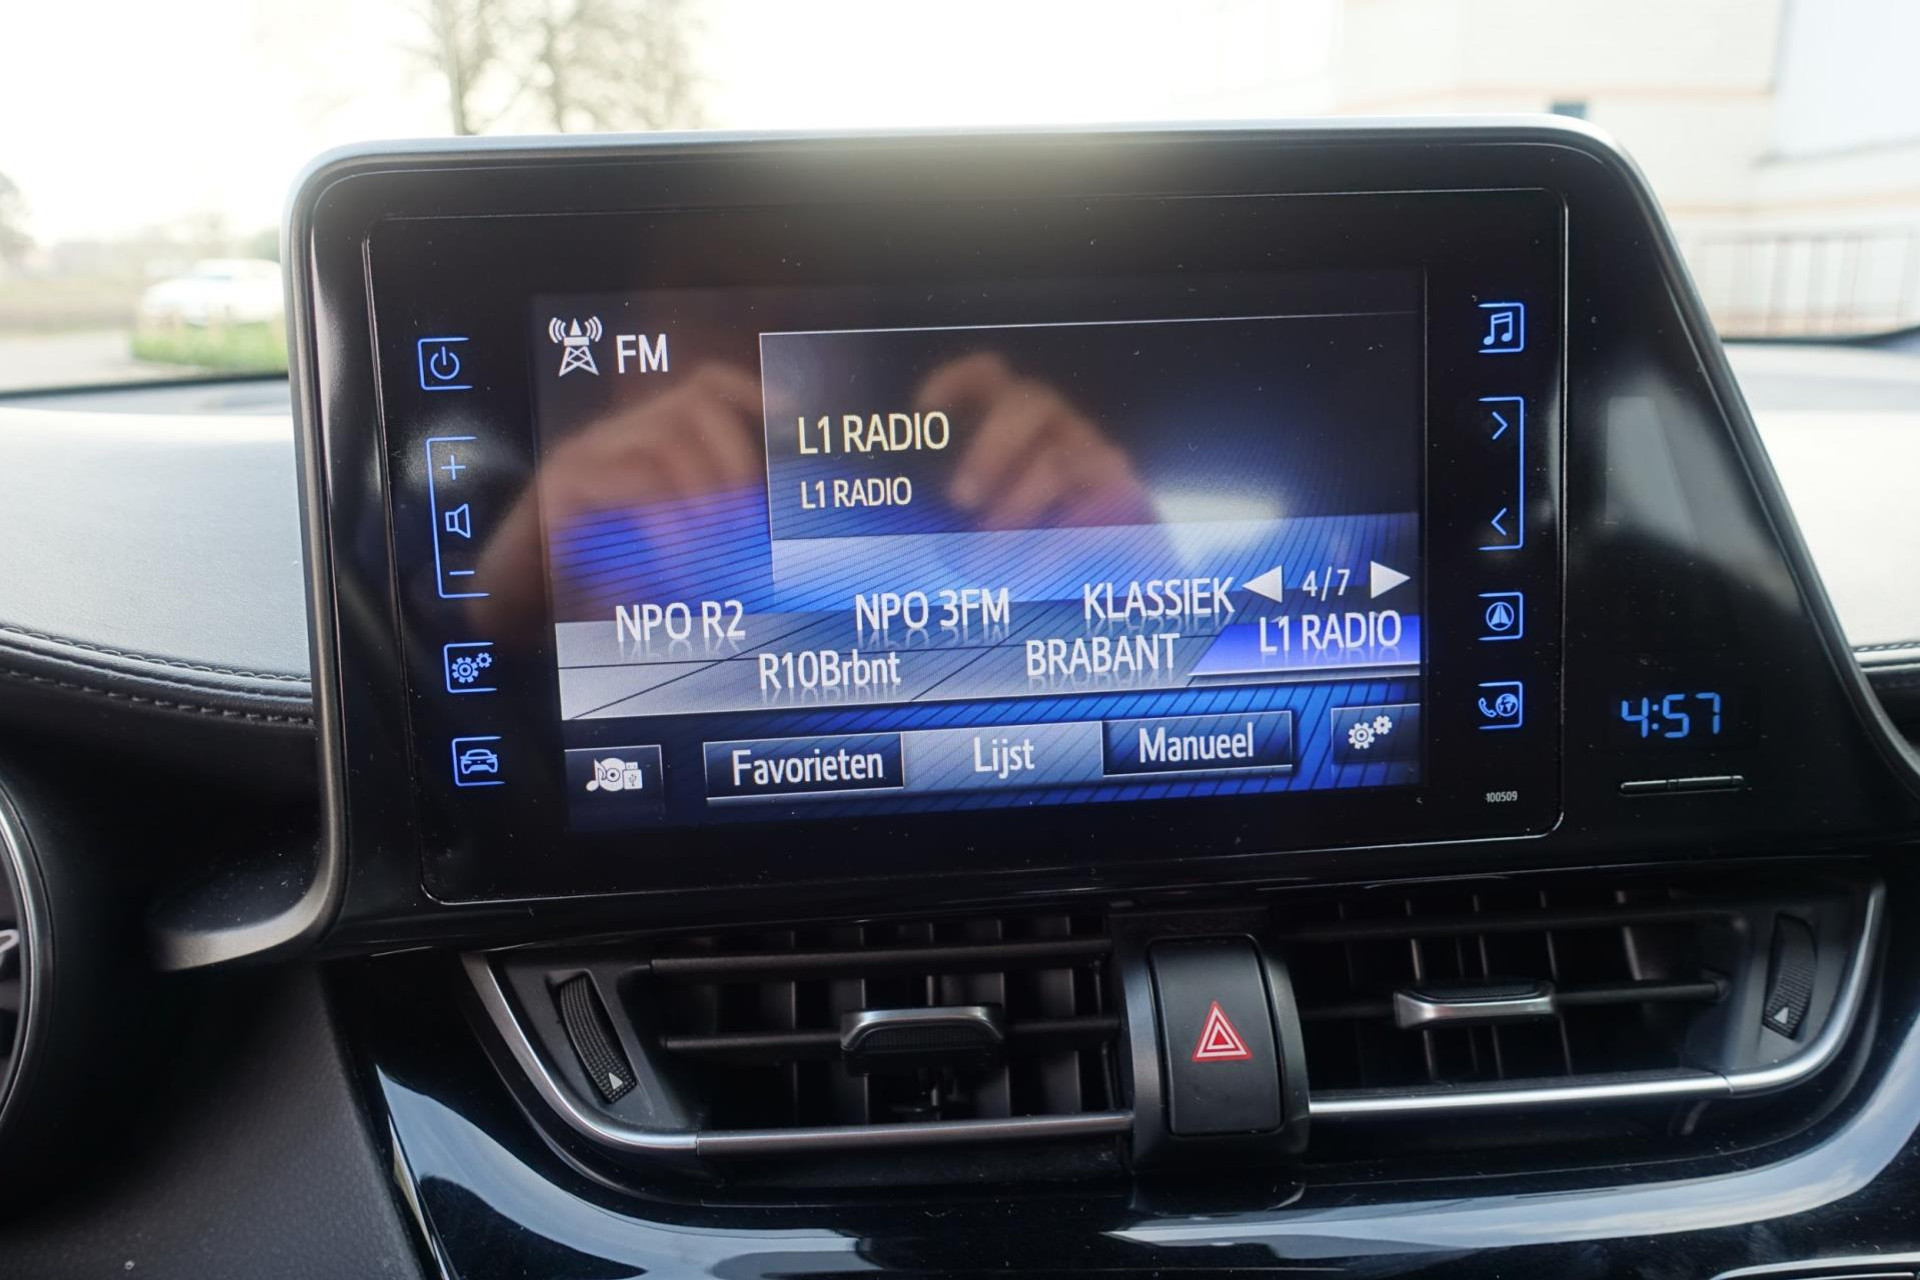 FM
L1 RADIO
L1 RADIO
NPO R2
NPO 3FM
KLASSIEK
4/7
R10Brbnt
BRABANT
L1 RADIO
Favorieten
Lijst
Manueel
100509
4:57